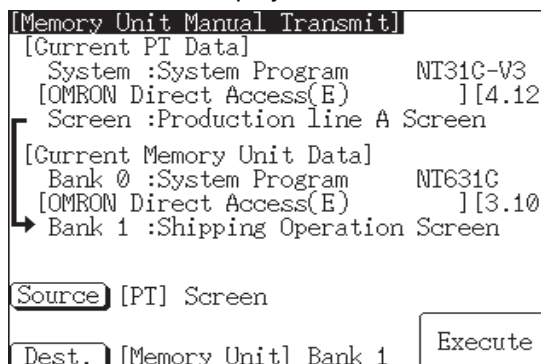 [Memory Unit Manual Transmit]
[Current PT Data]
System :System Program NT31C-V3
[OMRON Direct Access(E) ][4.12
Screen :Production line A Screen
[Current Memory Unit Data]
Bank 0 :System Program NT631C
[OMRON Direct Access(E) ][3.10
Bank 1 :Shipping Operation Screen
Source [PT] Screen
Execute
Dest. [Memory Unit] Bank 1